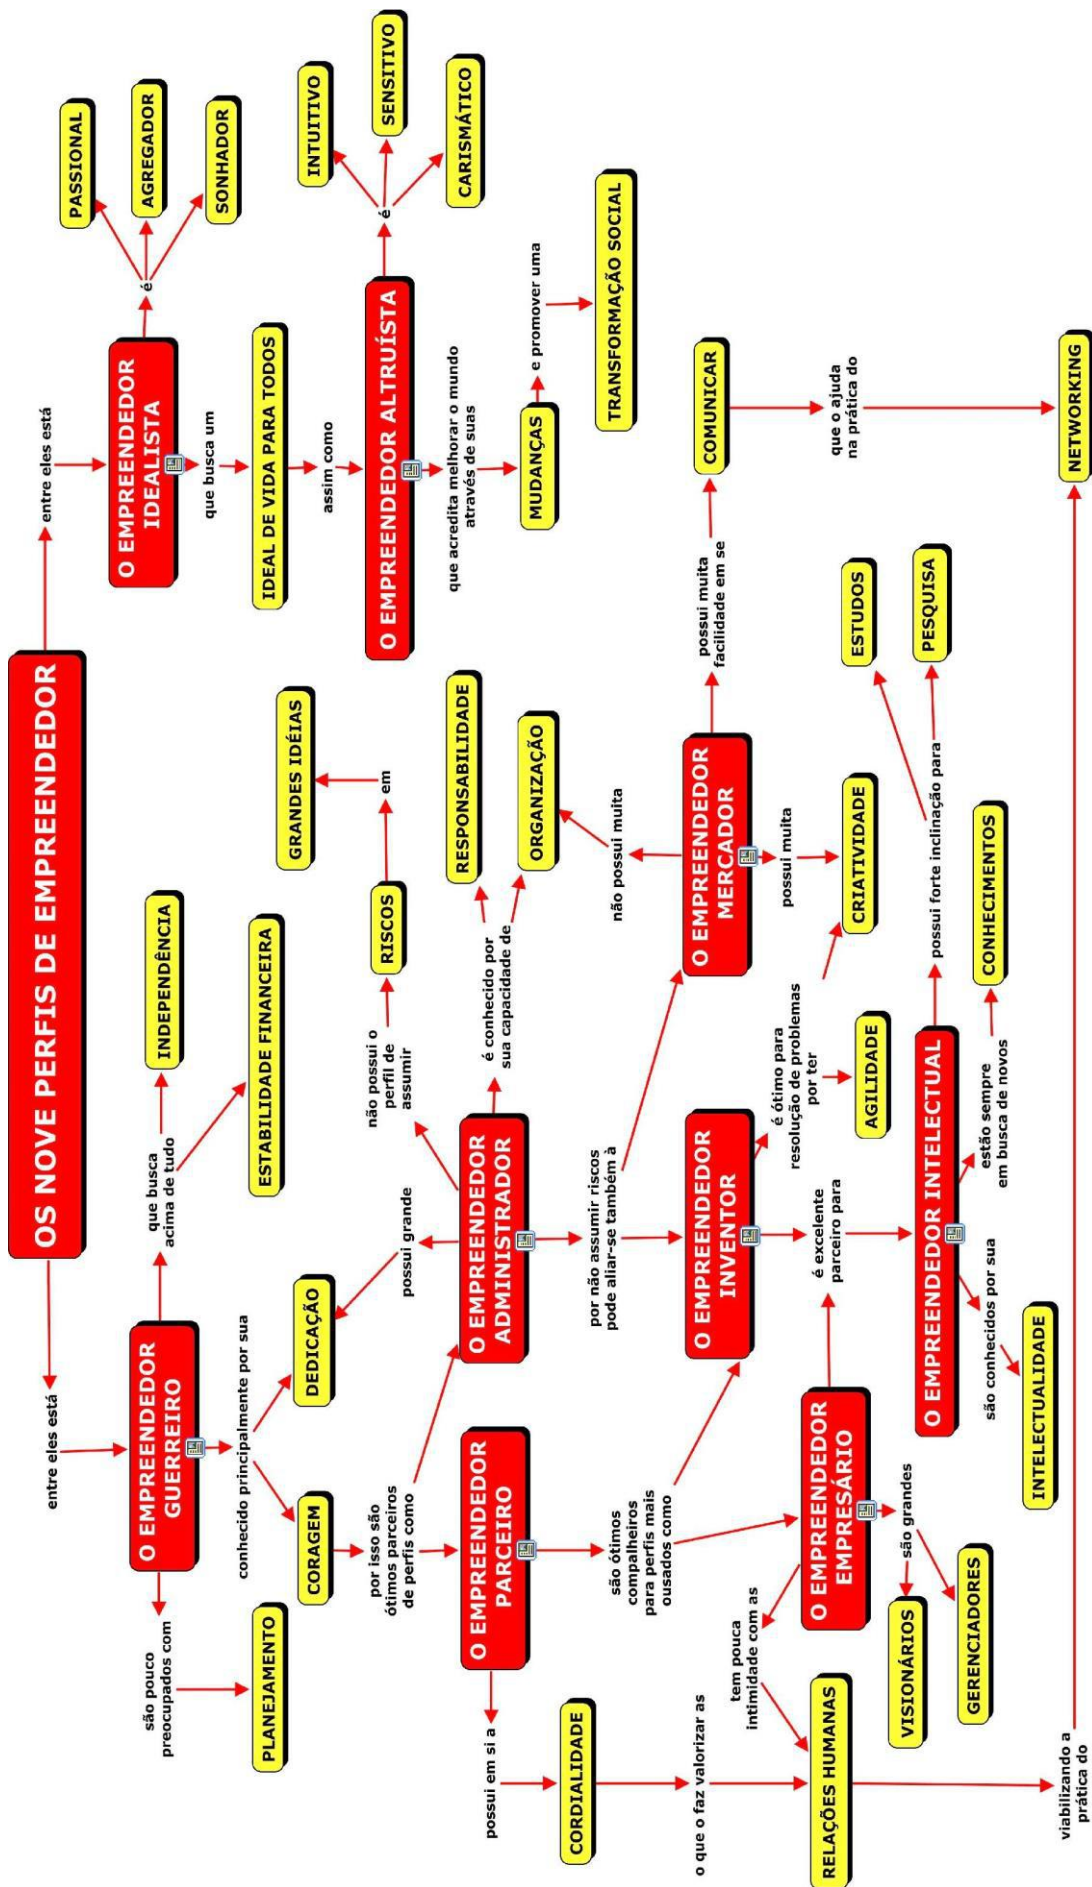 OS NOVE PERFIS DE EMPREENDEDOR
entre eles está
entre eles está
O EMPREENDEDOR
GUERREIRO
são pouco
preocupados com
PLANEJAMENTO
que busca
acima de tudo
INDEPENDÊNCIA
ESTABILIDADE FINANCEIRA
conhecido principalmente por sua
CORAGEM
DEDICAÇÃO
O EMPREENDEDOR
IDEALISTA
é
PASSIONAL
AGREGADOR
SONHADOR
que busca um
IDEAL DE VIDA PARA TODOS
assim como
O EMPREENDEDOR ALTRUÍSTA
é
INTUITIVO
SENSITIVO
CARISMÁTICO
que acredita melhorar o mundo
através de suas
MUDANÇAS
e promover uma
TRANSFORMAÇÃO SOCIAL
por isso são
ótimos parceiros
de perfis como
possui grande
não possui o
perfil de
assumir
RISCOS
em
GRANDES IDÉIAS
O EMPREENDEDOR
PARCEIRO
O EMPREENDEDOR
ADMINISTRADOR
é conhecido por
sua capacidade de
RESPONSABILIDADE
ORGANIZAÇÃO
possui em si a
CORDIALIDADE
são ótimos
compalheiros
para perfis mais
ousados como
por não assumir riscos
pode aliar-se também à
não possui muita
o que o faz valorizar as
O EMPREENDEDOR
INVENTOR
O EMPREENDEDOR
MERCADOR
possui muita
facilidade em se
COMUNICAR
tem pouca
intimidade com as
é ótimo para
resolução de problemas
por ter
possui muita
que o ajuda
na prática do
RELAÇÕES HUMANAS
O EMPREENDEDOR
EMPRESÁRIO
é excelente
parceiro para
AGILIDADE
CRIATIVIDADE
ESTUDOS
são grandes
VISIONÁRIOS
GERENCIADORES
O EMPREENDEDOR INTELECTUAL
possui forte inclinação para
PESQUISA
são conhecidos por sua
INTELECTUALIDADE
estão sempre
em busca de novos
CONHECIMENTOS
viabilizando a
prática do
NETWORKING